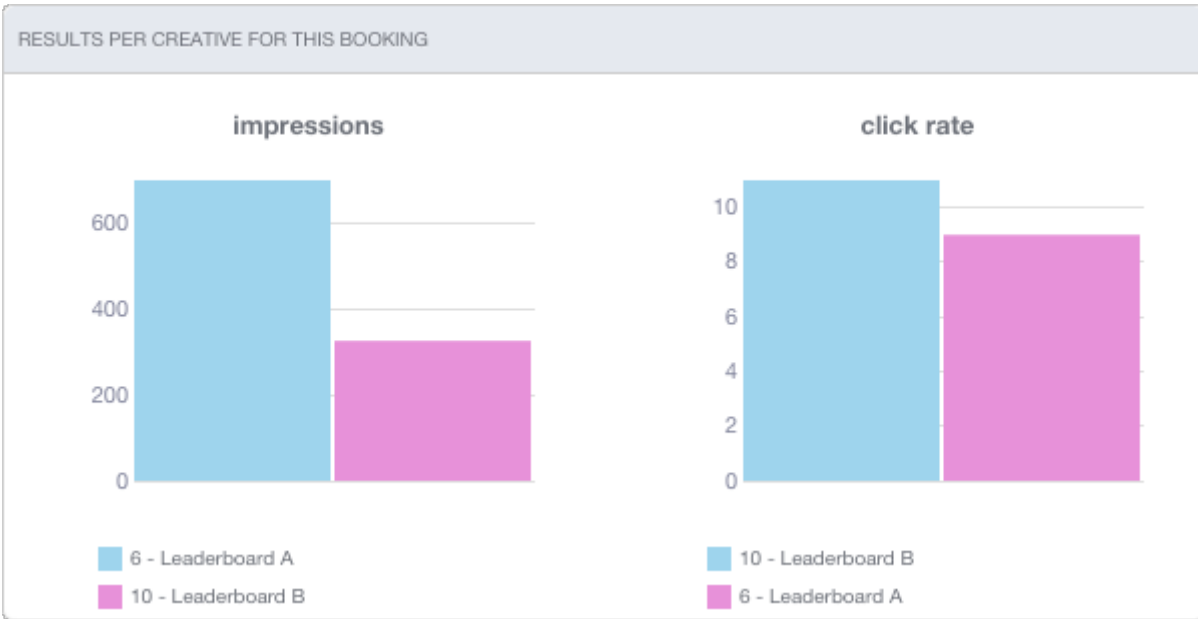 RESULTS PER CREATIVE FOR THIS BOOKING
impressions
600
400
200
0
6 - Leaderboard A
10 - Leaderboard B
click rate
10
8
6
4
2
0
10 - Leaderboard B
6 - Leaderboard A